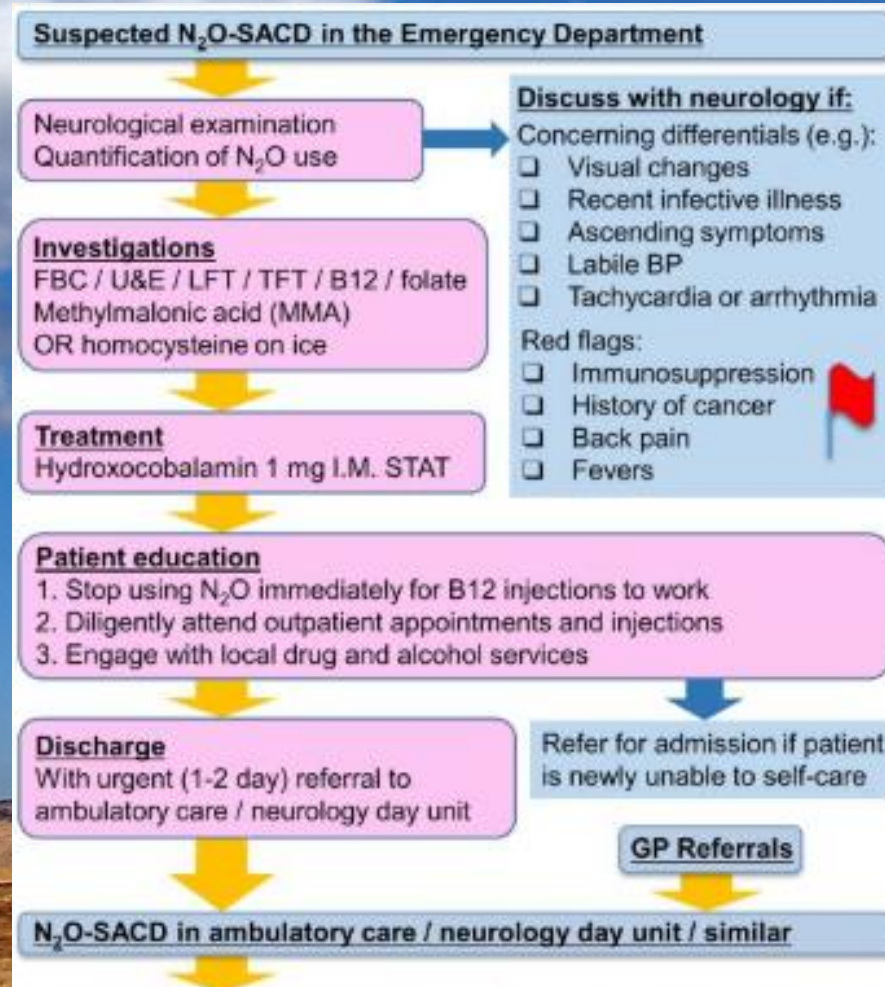 Suspected N₂O-SACD in the Emergency Department
Neurological examination
Quantification of N₂O use
Discuss with neurology if:
Concerning differentials (e.g.):
❑ Visual changes
❑ Recent infective illness
❑ Ascending symptoms
❑ Labile BP
❑ Tachycardia or arrhythmia
Red flags:
❑ Immunosuppression
❑ History of cancer
❑ Back pain
❑ Fevers
Investigations
FBC / U&E / LFT / TFT / B12 / folate
Methylmalonic acid (MMA)
OR homocysteine on ice
Treatment
Hydroxocobalamin 1 mg I.M. STAT
Patient education
1. Stop using N₂O immediately for B12 injections to work
2. Diligently attend outpatient appointments and injections
3. Engage with local drug and alcohol services
Discharge
With urgent (1-2 day) referral to
ambulatory care / neurology day unit
Refer for admission if patient
is newly unable to self-care
GP Referrals
N₂O-SACD in ambulatory care / neurology day unit / similar